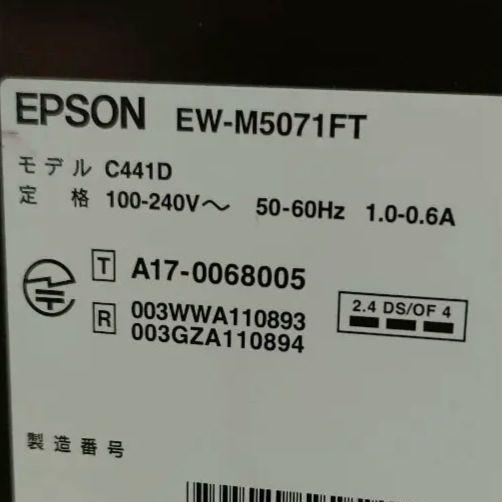 EPSON EW-M5071FT
モデル C441D
定 格 100-240V～ 50-60Hz 1.0-0.6A
T A17-0068005
R 003WWA110893
003GZA110894
2.4 DS/OF 4
製造番号